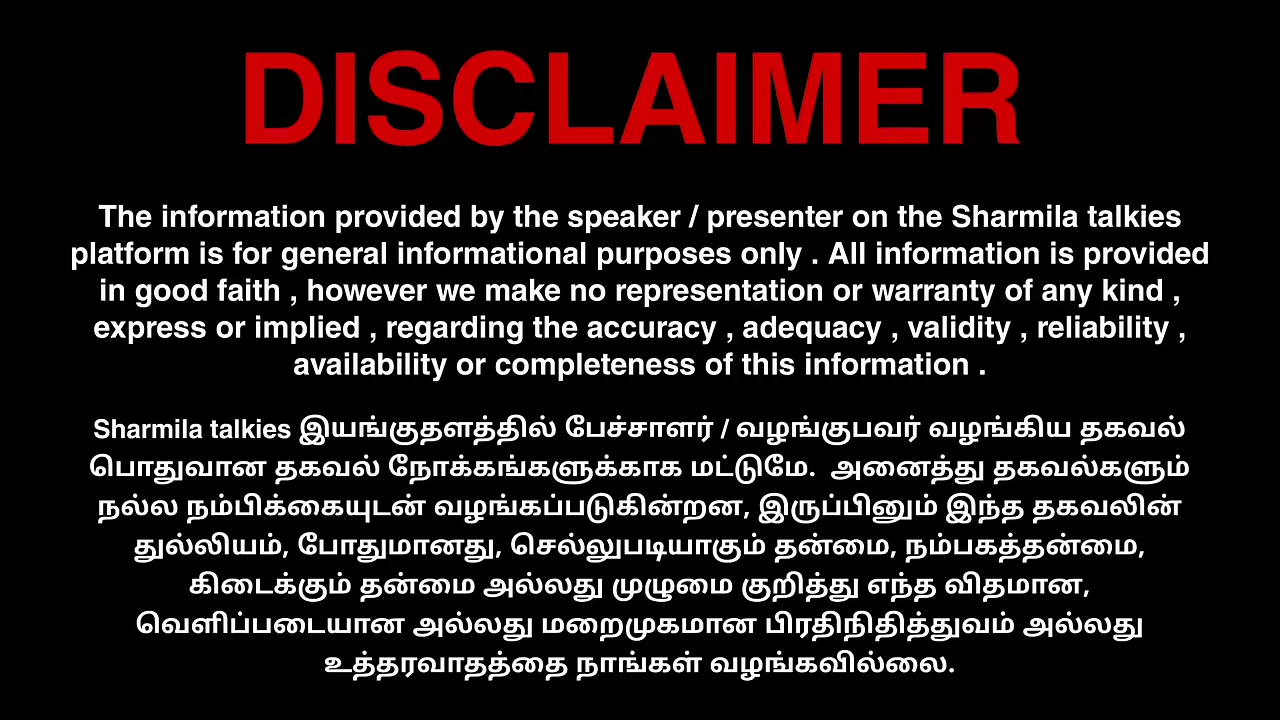 DISCLAIMER
The information provided by the speaker / presenter on the Sharmila talkies
platform is for general informational purposes only . All information is provided
in good faith , however we make no representation or warranty of any kind ,
express or implied , regarding the accuracy , adequacy , validity , reliability ,
availability or completeness of this information .
Sharmila talkies இயங்குதளத்தில் பேச்சாளர் / வழங்குபவர் வழங்கிய தகவல்
பொதுவான தகவல் நோக்கங்களுக்காக மட்டுமே.  அனைத்து தகவல்களும்
நல்ல நம்பிக்கையுடன் வழங்கப்படுகின்றன, இருப்பினும் இந்த தகவலின்
துல்லியம், போதுமானது, செல்லுபடியாகும் தன்மை, நம்பகத்தன்மை,
கிடைக்கும் தன்மை அல்லது முழுமை குறித்து எந்த விதமான,
வெளிப்படையான அல்லது மறைமுகமான பிரதிநிதித்துவம் அல்லது
உத்தரவாதத்தை நாங்கள் வழங்கவில்லை.